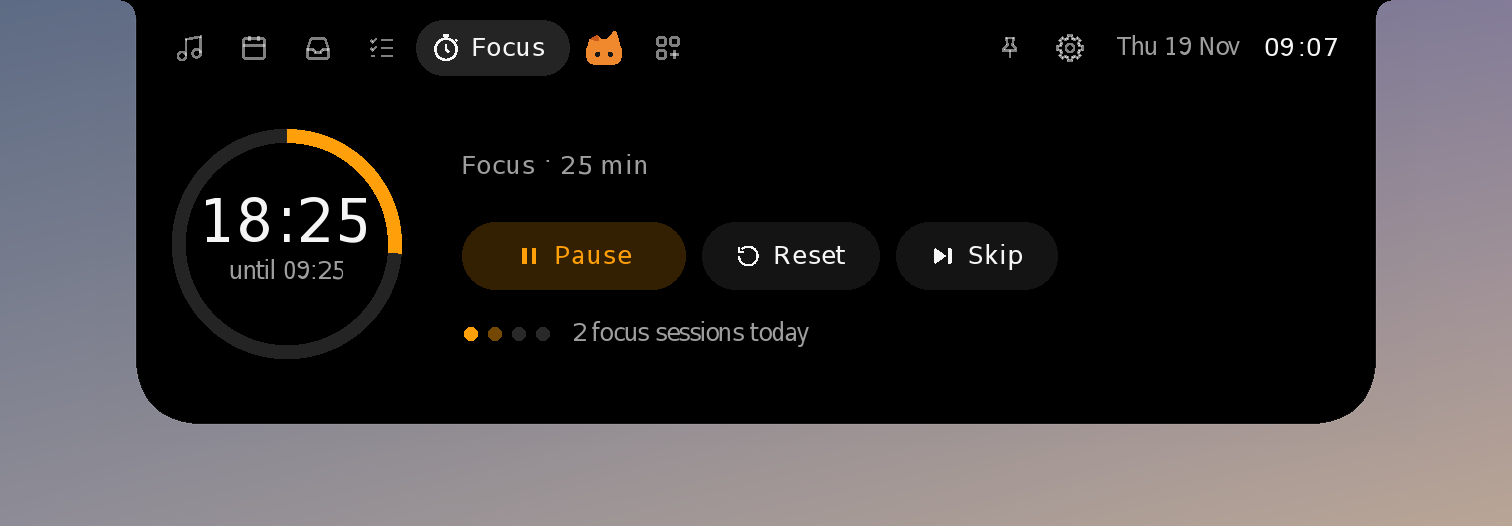 Focus Thu 19 Nov 09:07
Focus · 25 min
18:25
until 09:25
Pause Reset Skip
2 focus sessions today